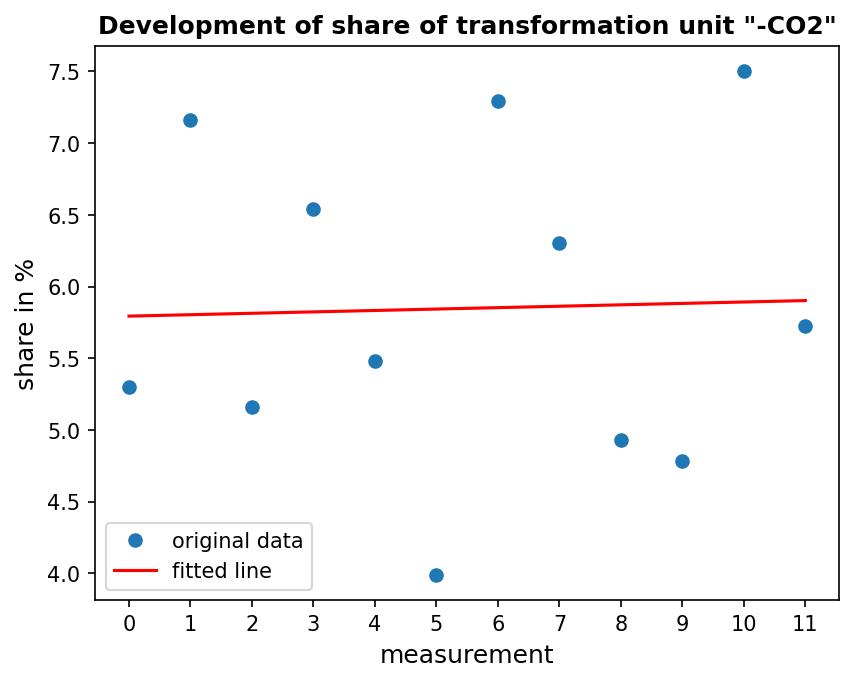 Development of share of transformation unit "-CO2"
share in %
7.5
7.0
6.5
6.0
5.5
5.0
4.5
4.0
original data
fitted line
0 1 2 3 4 5 6 7 8 9 10 11
measurement